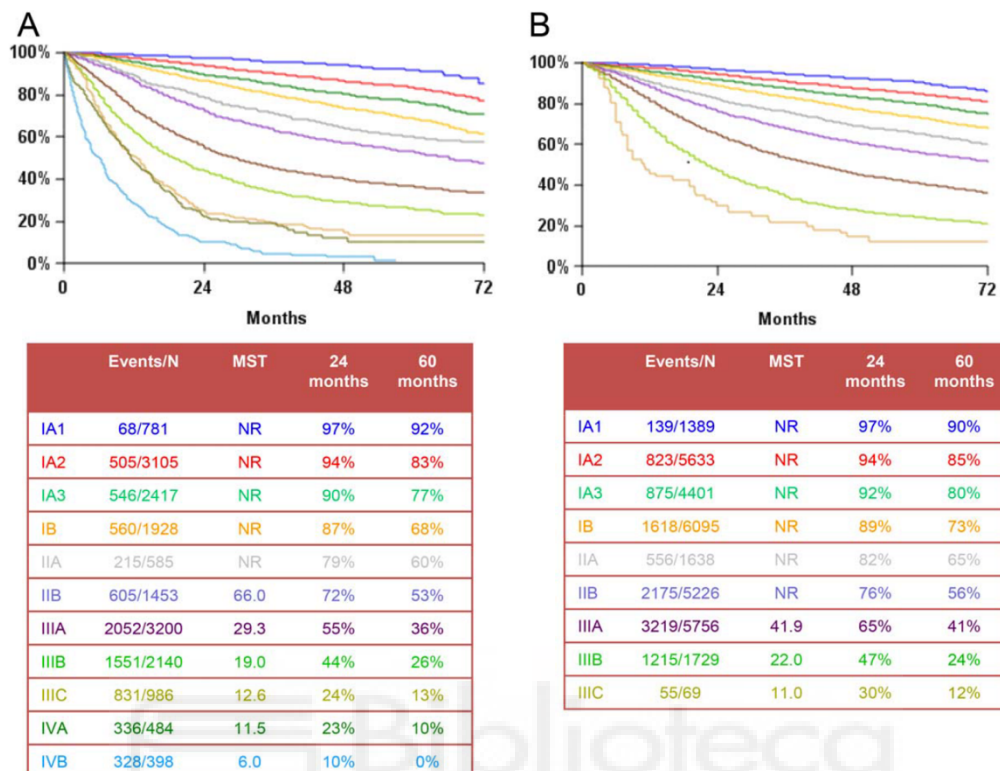 A
100%
80%
60%
40%
20%
0%
0 24 48 72
Months
Events/N MST 24 months 60 months
IA1 68/781 NR 97% 92%
IA2 505/3105 NR 94% 83%
IA3 546/2417 NR 90% 77%
IB 560/1928 NR 87% 68%
IIA 215/585 NR 79% 60%
IIB 605/1453 66.0 72% 53%
IIIA 2052/3200 29.3 55% 36%
IIIB 1551/2140 19.0 44% 26%
IIIC 831/986 12.6 24% 13%
IVA 336/484 11.5 23% 10%
IVB 328/398 6.0 10% 0%
B
100%
80%
60%
40%
20%
0%
0 24 48 72
Months
Events/N MST 24 months 60 months
IA1 139/1389 NR 97% 90%
IA2 823/5633 NR 94% 85%
IA3 875/4401 NR 92% 80%
IB 1618/6095 NR 89% 73%
IIA 556/1638 NR 82% 65%
IIB 2175/5226 NR 76% 56%
IIIA 3219/5756 41.9 65% 41%
IIIB 1215/1729 22.0 47% 24%
IIIC 55/69 11.0 30% 12%
Biblioteca